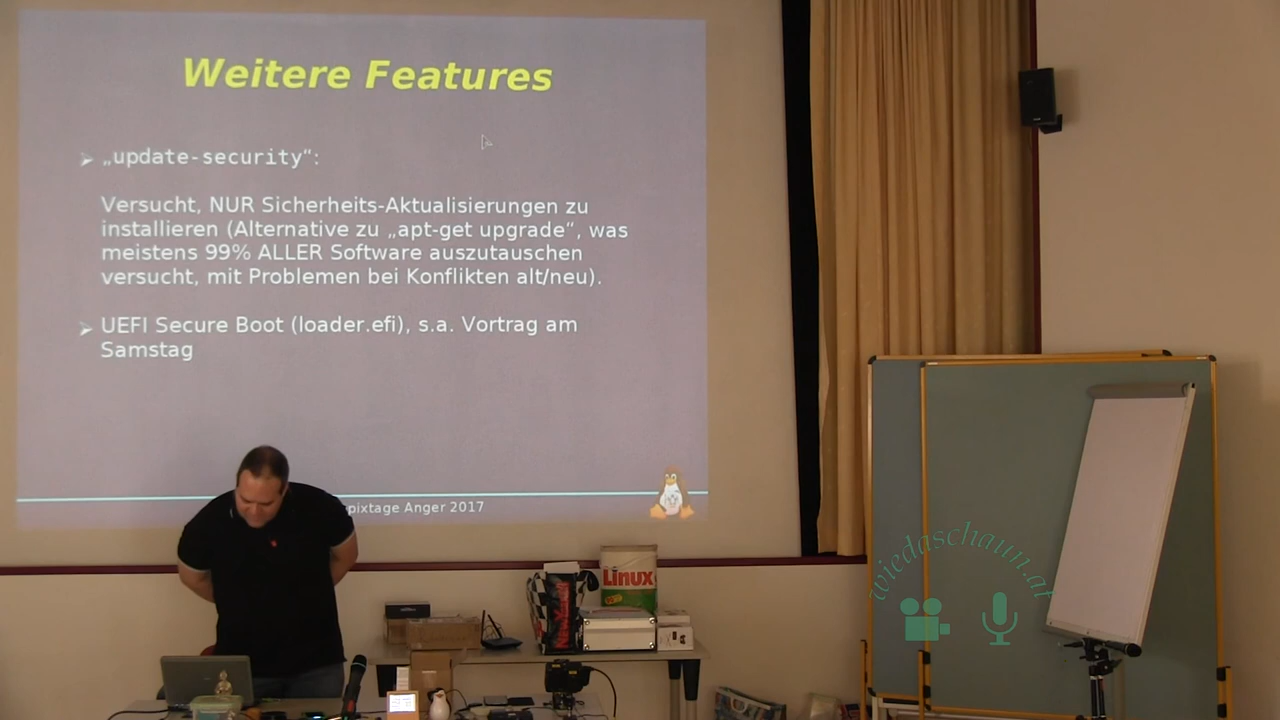 Weitere Features
„update-security“:
Versucht, NUR Sicherheits-Aktualisierungen zu
installieren (Alternative zu „apt-get upgrade“, was
meistens 99% ALLER Software auszutauschen
versucht, mit Problemen bei Konflikten alt/neu).
UEFI Secure Boot (loader.efi), s.a. Vortrag am
Samstag
pixtage Anger 2017
Linux
wiedaschaun.at